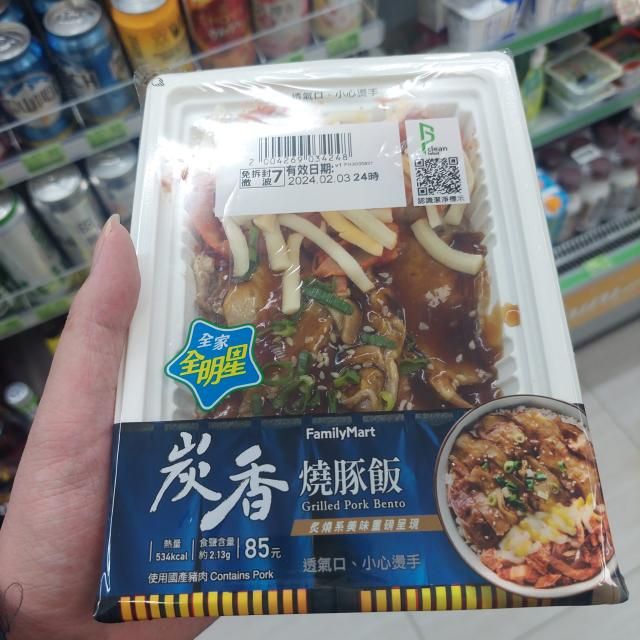 透氣口、小心燙手
2 004269 034248
免拆封
微波 7
有效日期:
2024.02.03 24時
clean label
認識潔淨標示
全家
全明星
FamilyMart
炭香
燒豚飯
Grilled Pork Bento
炙燒系美味重磅呈現
熱量
534kcal
食鹽含量
約 2.13g
85元
使用國產豬肉 Contains Pork
透氣口、小心燙手